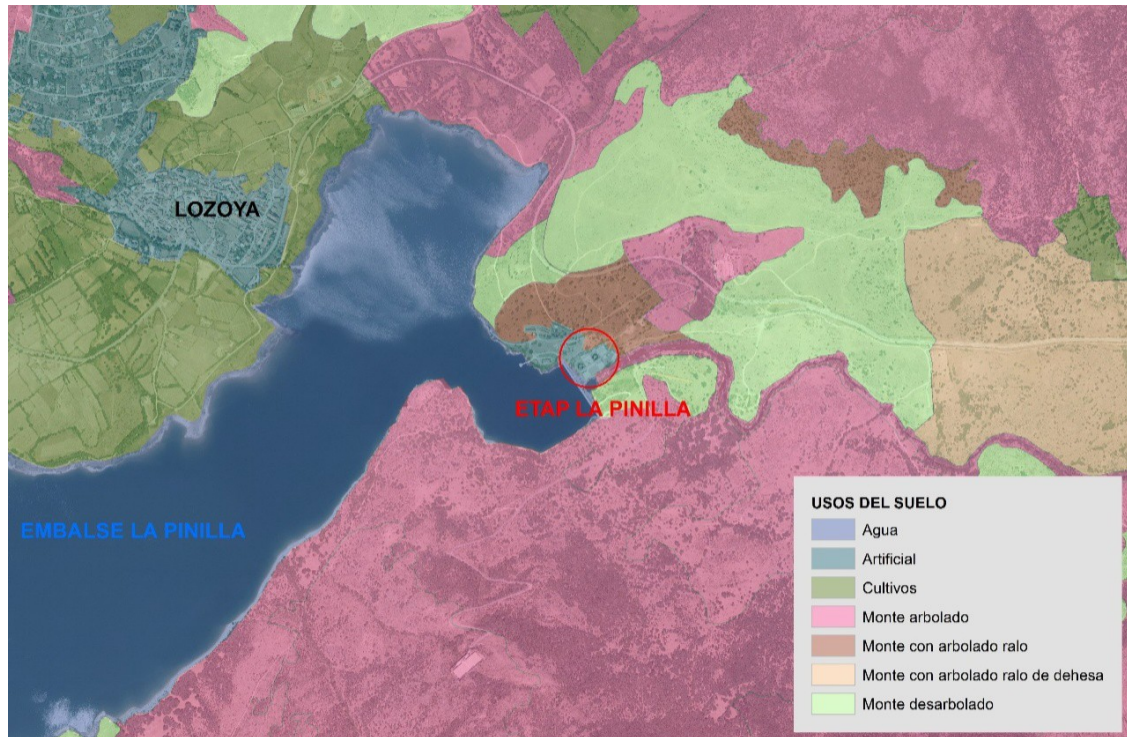 LOZOYA
ETAP LA PINILLA
EMBALSE LA PINILLA
USOS DEL SUELO
Agua
Artificial
Cultivos
Monte arbolado
Monte con arbolado ralo
Monte con arbolado ralo de dehesa
Monte desarbolado